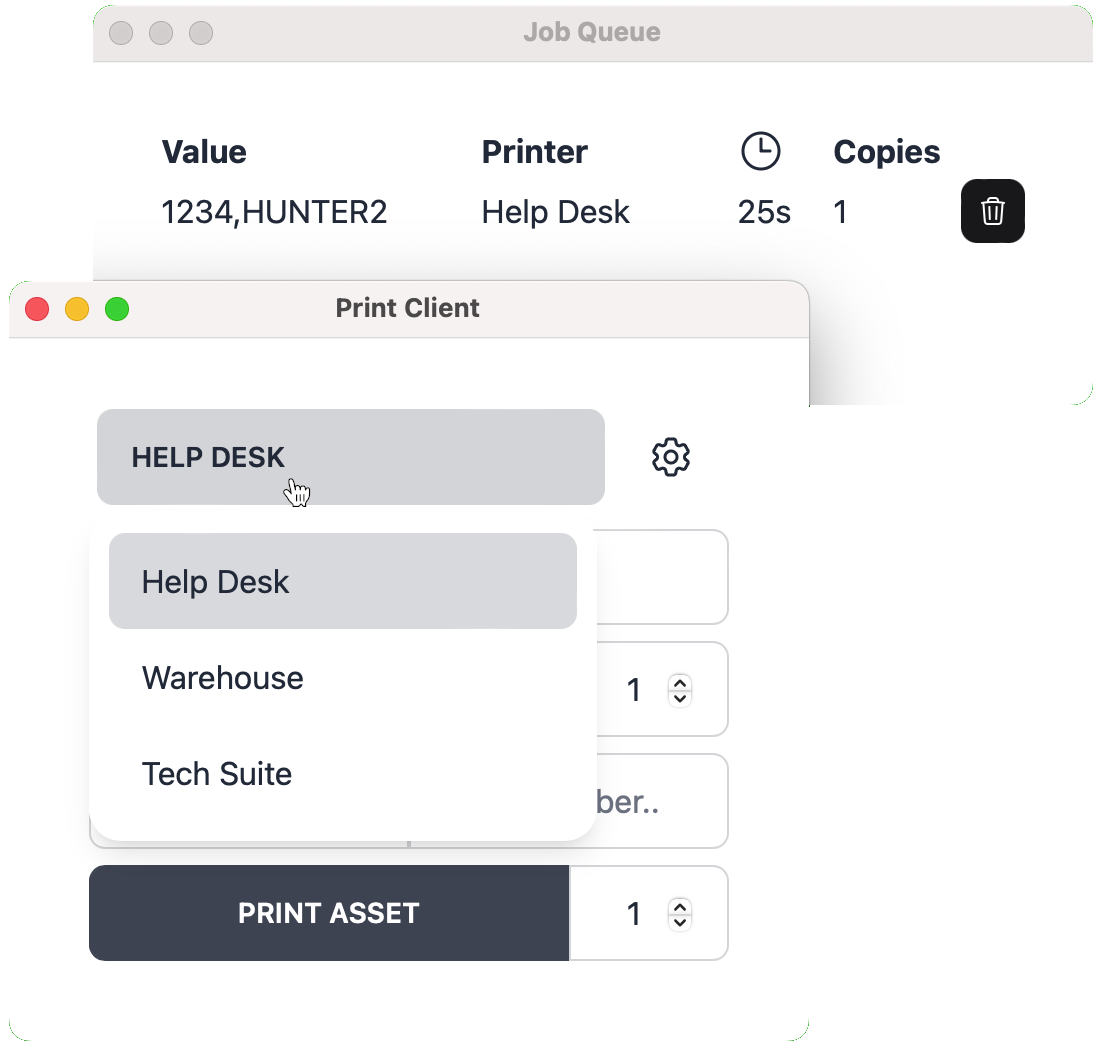 Job Queue
Value Printer Copies
1234,HUNTER2 Help Desk 25s 1
Print Client
HELP DESK
Help Desk
Warehouse
1
Tech Suite
ber..
PRINT ASSET 1